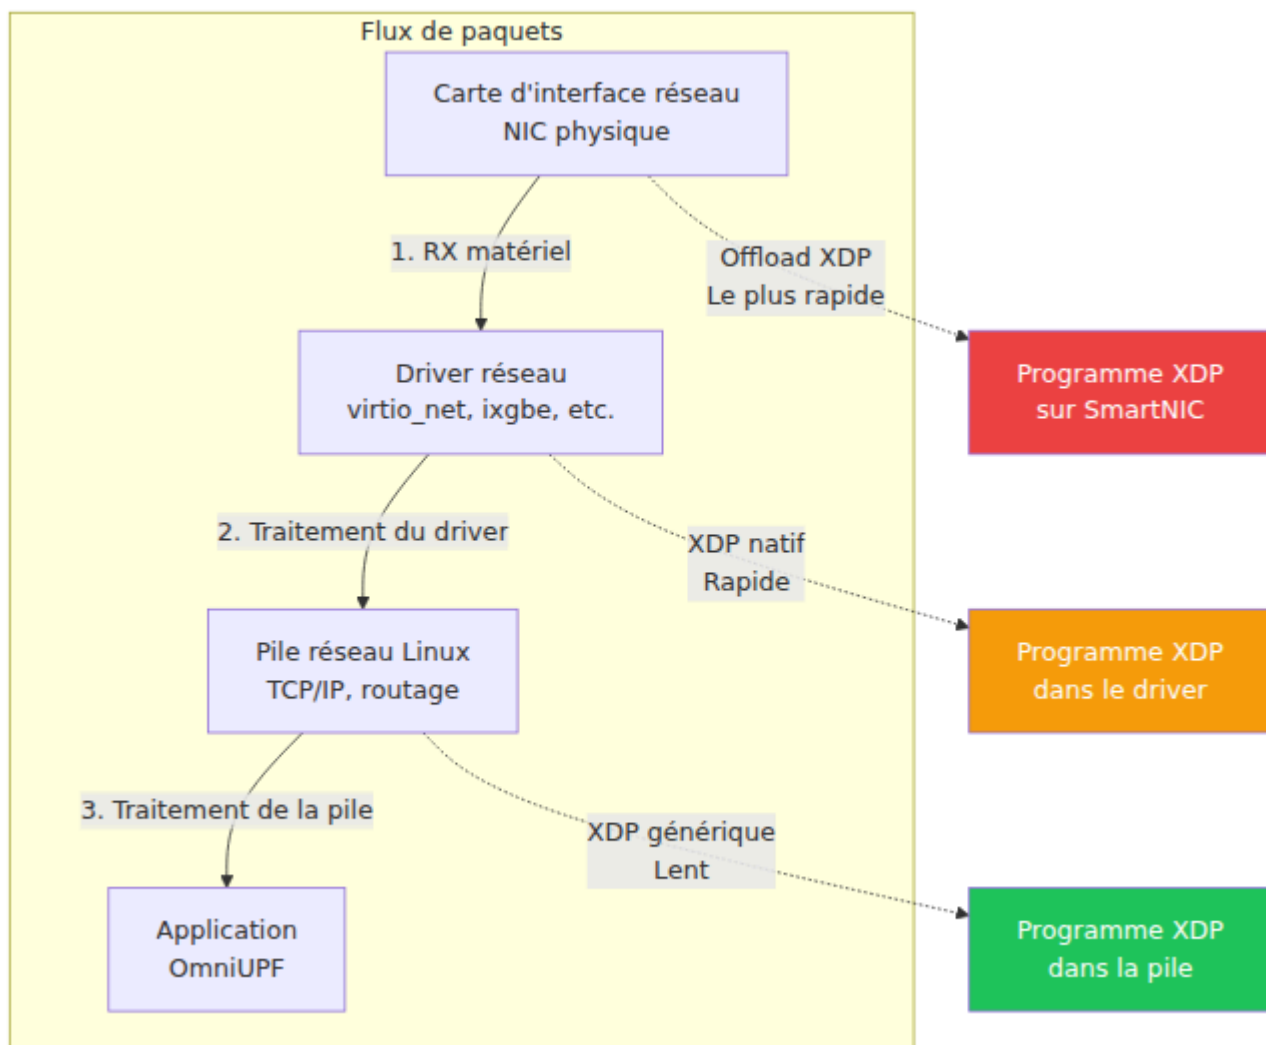 Flux de paquets
Carte d'interface réseau
NIC physique
1. RX matériel
Offload XDP
Le plus rapide
Driver réseau
virtio_net, ixgbe, etc.
Programme XDP
sur SmartNIC
2. Traitement du driver
XDP natif
Rapide
Pile réseau Linux
TCP/IP, routage
Programme XDP
dans le driver
3. Traitement de la pile
XDP générique
Lent
Application
OmniUPF
Programme XDP
dans la pile